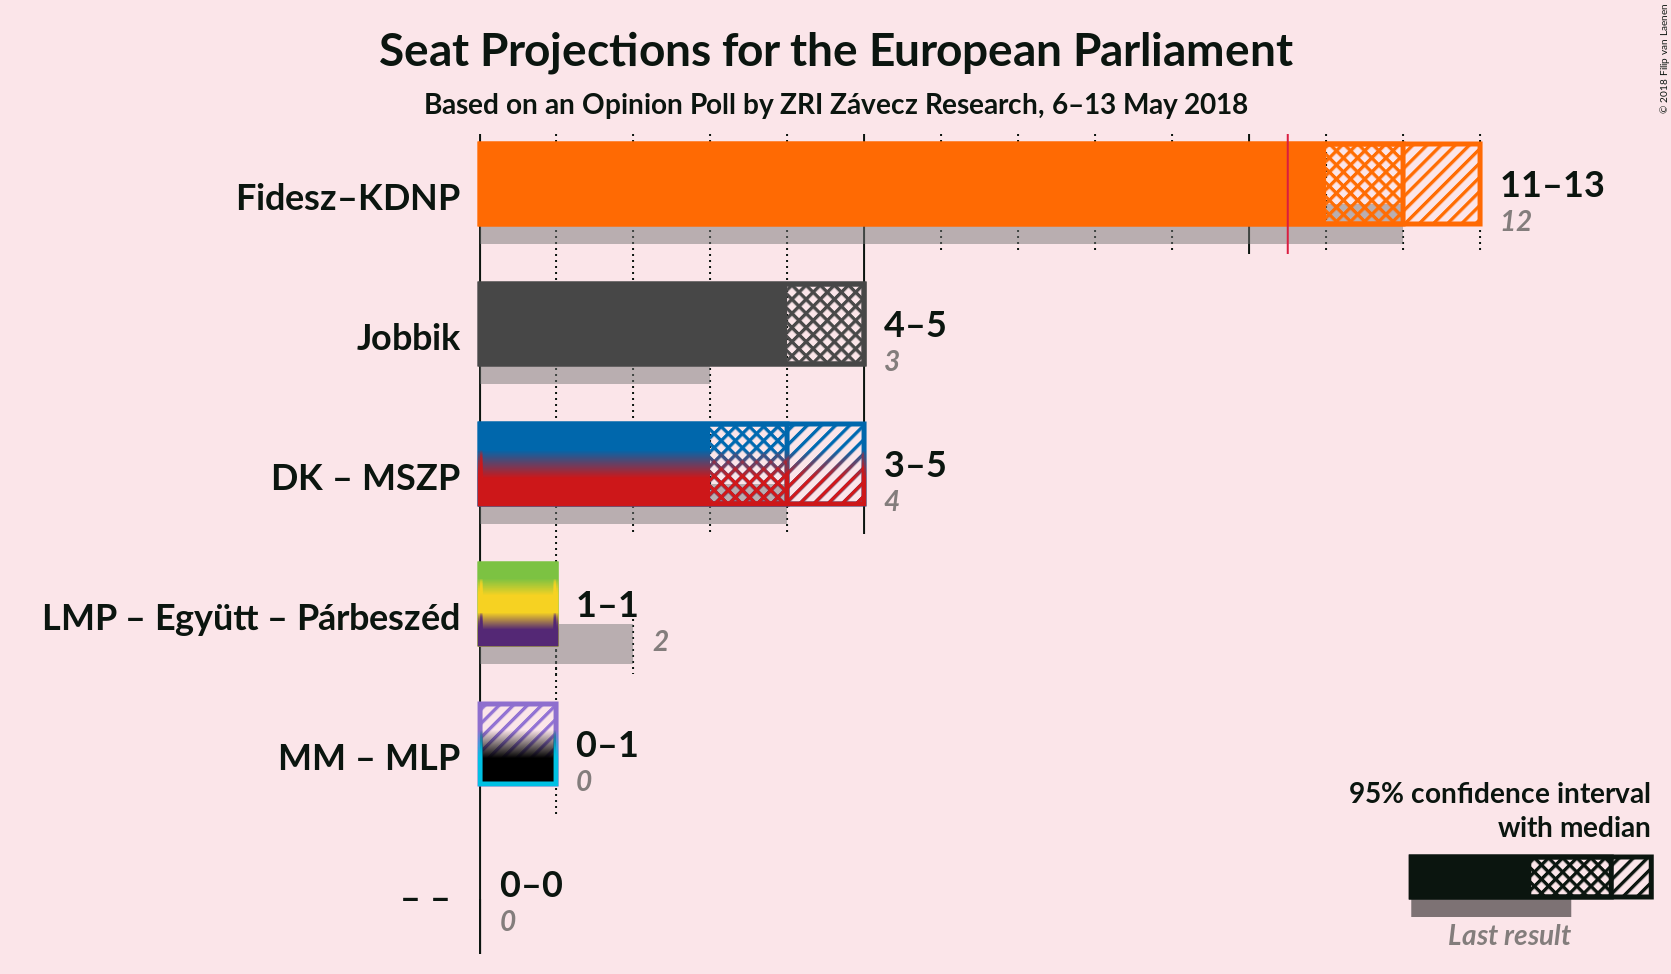 Seat Projections for the European Parliament
Based on an Opinion Poll by ZRI Závecz Research, 6–13 May 2018
© 2018 Filip van Laenen
Fidesz–KDNP
11–13
12
Jobbik
4–5
3
DK – MSZP
3–5
4
LMP – Együtt – Párbeszéd
1–1
2
MM – MLP
0–1
0
– –
0–0
0
95% confidence interval
with median
Last result